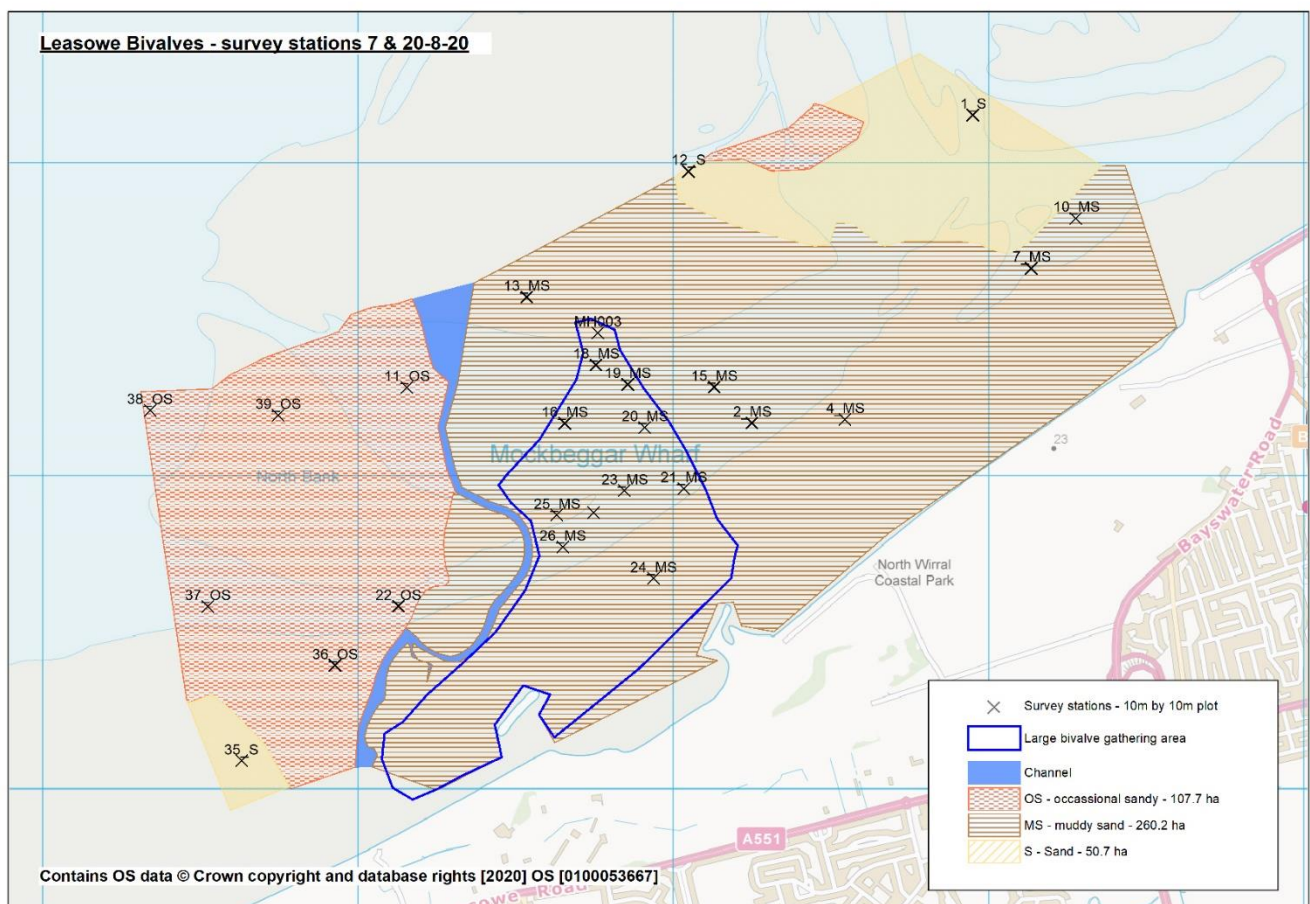 Leasowe Bivalves - survey stations 7 & 20-8-20
1_S
12_S
10_MS
7_MS
13_MS
MH003
18_MS
19_MS
15_MS
11_OS
38_OS
39_OS
16_MS
20_MS
2_MS
4_MS
23
Mockbeggar Wharf
North Bank
23_MS
21_MS
25_MS
26_MS
24_MS
North Wirral
Coastal Park
Bayswater Road
37_OS
22_OS
36_OS
35_S
Survey stations - 10m by 10m plot
Large bivalve gathering area
Channel
OS - occassional sandy - 107.7 ha
MS - muddy sand - 260.2 ha
S - Sand - 50.7 ha
A551
Contains OS data © Crown copyright and database rights [2020] OS [0100053667]
sowe Road